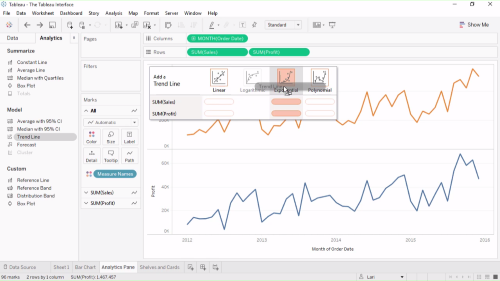 Tableau - The Tableau Interface
File Data Worksheet Dashboard Story Analysis Map Format Server Window Help
Standard
Show Me
Data Analytics
Pages
Columns
MONTH(Order Date)
Rows
SUM(Sales) SUM(Profit)
Summarize
Constant Line
Average Line
Median with Quartiles
Box Plot
Totals
Filters
Add a
Trend Line
Linear Logarithmic Exponential Polynomial
SUM(Sales)
SUM(Profit)
Marks
All
Automatic
Color Size Label
Detail Tooltip Path
Measure Names
SUM(Sales)
SUM(Profit)
Model
Average with 95% CI
Median with 95% CI
Trend Line
Forecast
Cluster
Custom
Reference Line
Reference Band
Distribution Band
Box Plot
0K
60K
40K
20K
0K
Profit
2012 2013 2014 2015 2016
Month of Order Date
Data Source Sheet 1 Bar Chart Analytics Pane Shelves and Cards
96 marks 2 rows by 1 column SUM(Profit): 1,467,457